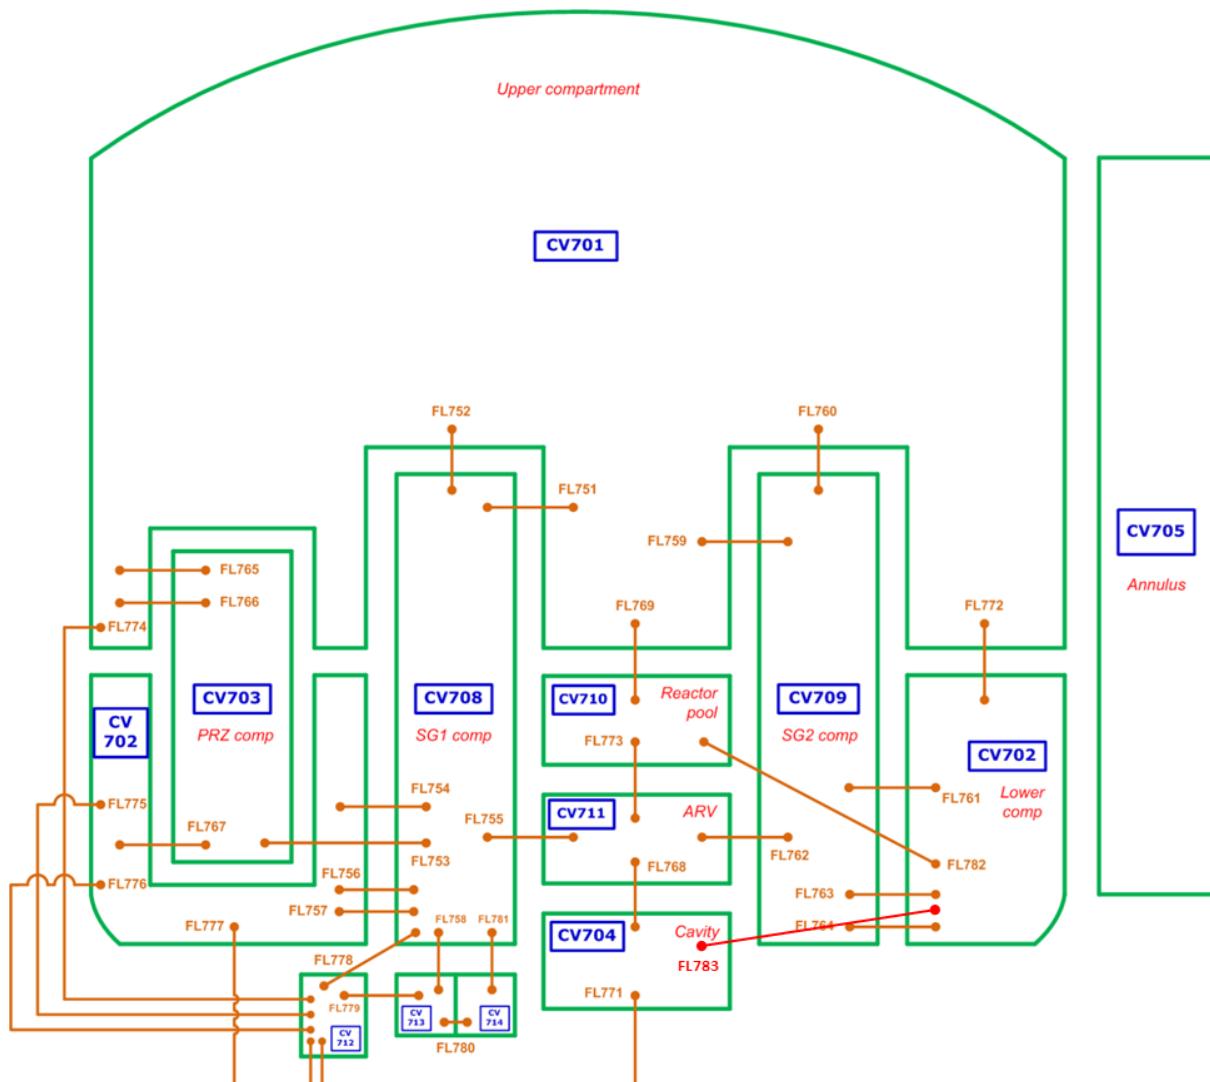 Upper compartment
CV701
FL752
FL760
FL751
CV705
FL759
FL765
Annulus
FL766
FL769
FL772
FL774
CV703
CV708
CV710
Reactor
pool
CV709
CV
702
PRZ comp
SG1 comp
SG2 comp
FL773
CV702
Lower
comp
FL775
FL754
CV711
ARV
FL761
FL767
FL755
FL762
FL753
FL768
FL782
FL776
FL756
FL763
FL757
FL777
FL758
FL781
CV704
Cavity
FL764
FL778
FL783
FL771
FL779
CV
713
CV
714
CV
712
FL780